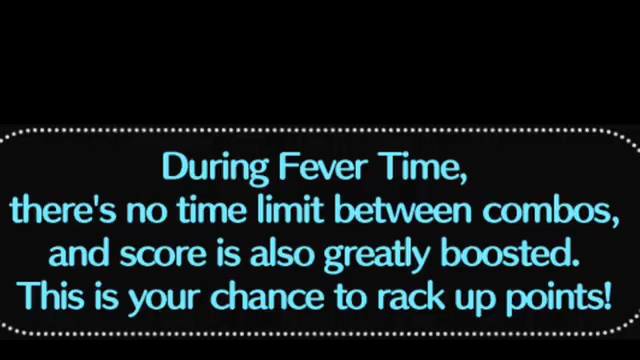 During Fever Time,
there's no time limit between combos,
and score is also greatly boosted.
This is your chance to rack up points!